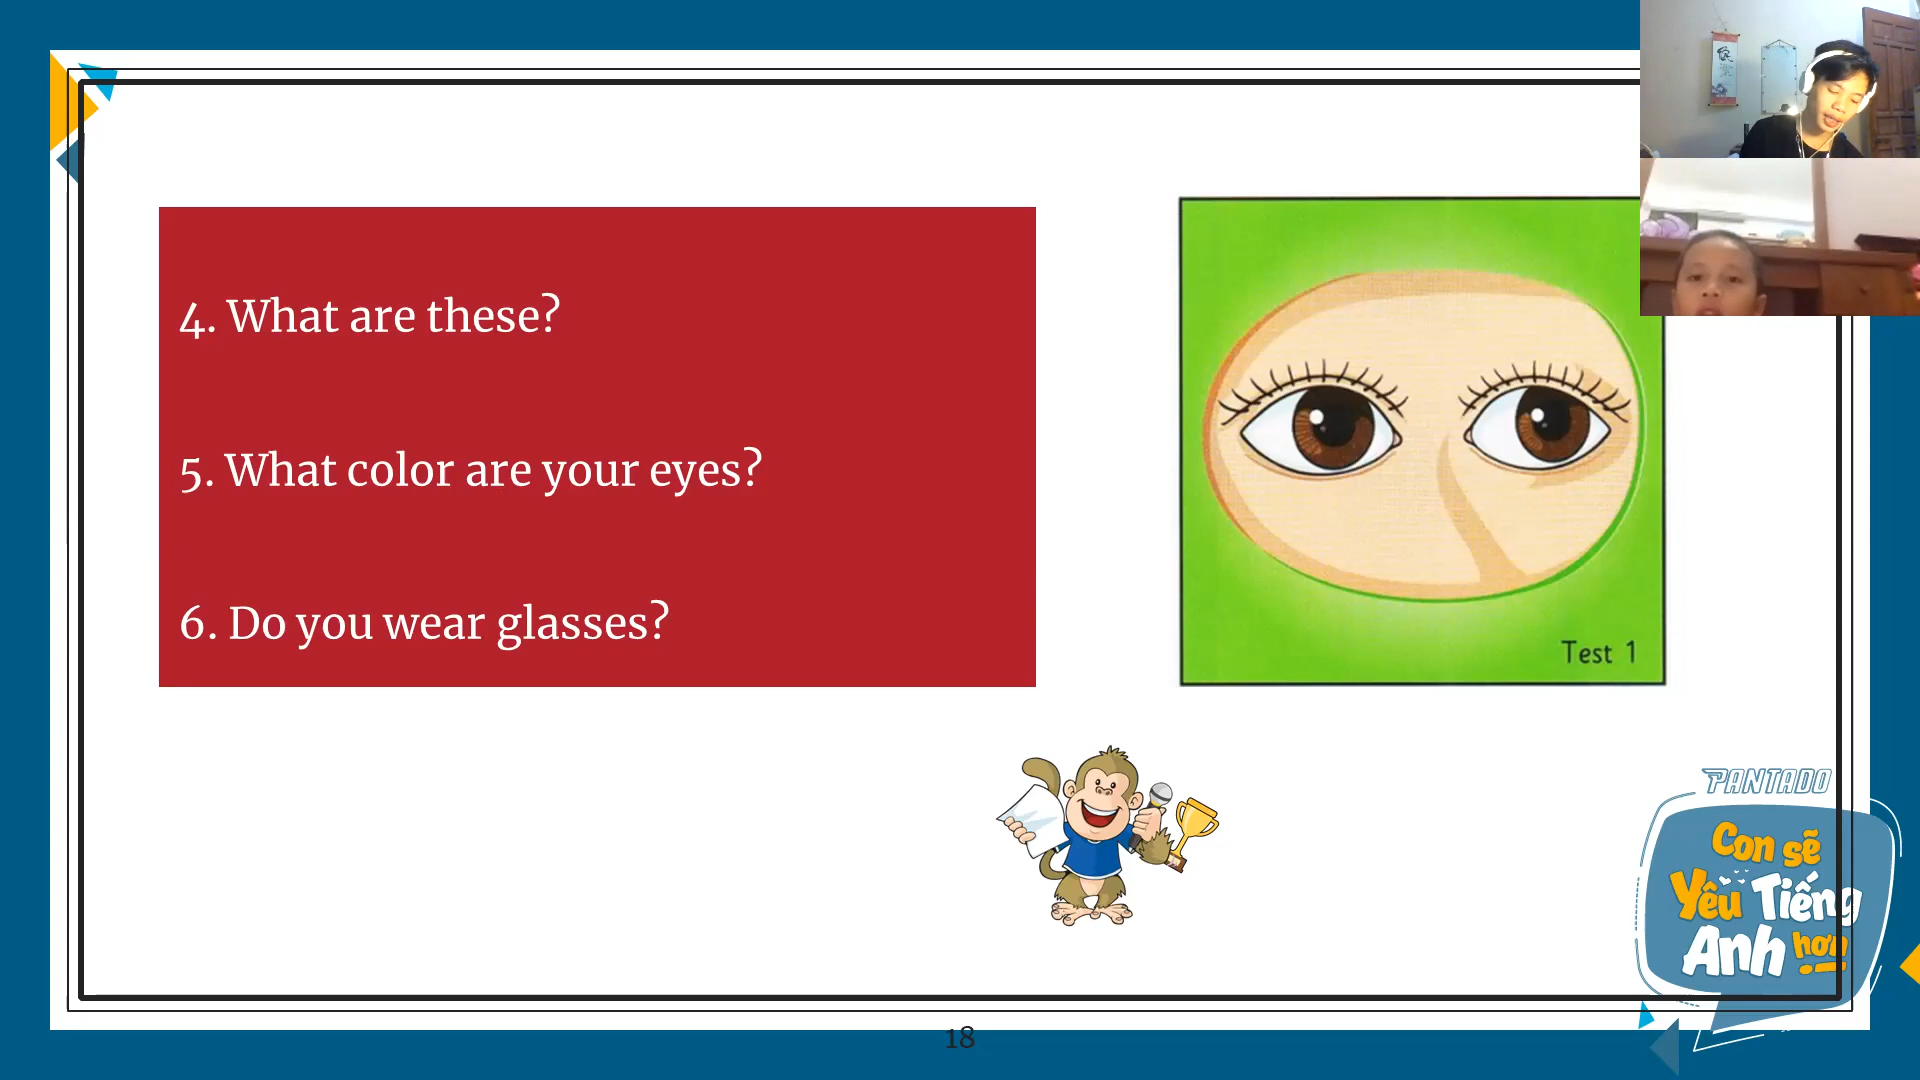 4. What are these?
5. What color are your eyes?
6. Do you wear glasses?
Test 1
PANTADO
Con sẽ
Yêu Tiếng
Anh hơn
18